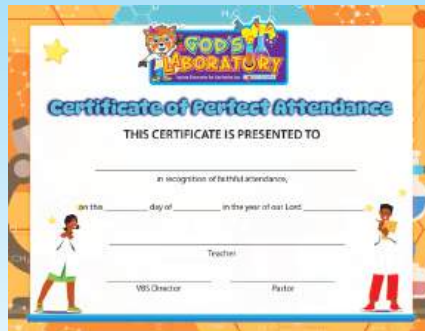 GOD'S
LABORATORY
Certificate of Perfect Attendance
THIS CERTIFICATE IS PRESENTED TO
in recognition of faithful attendance,
on this day of in the year of our Lord
Teacher
VBS Director Pastor